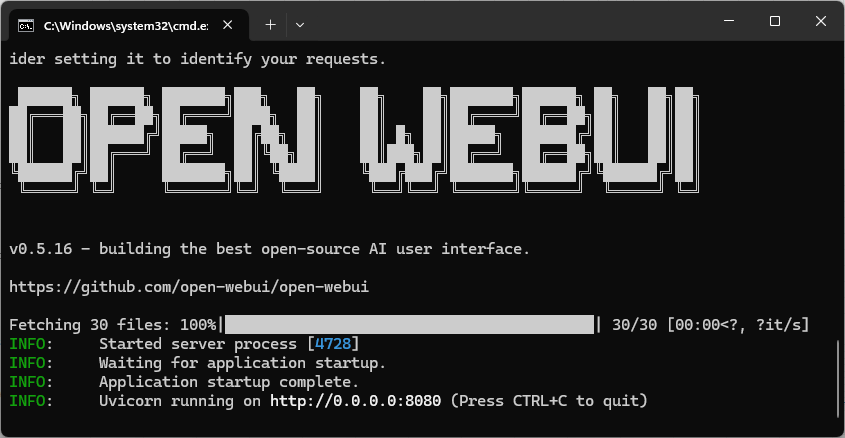 C:\Windows\system32\cmd.e
ider setting it to identify your requests.
OPEN WEBUI
v0.5.16 - building the best open-source AI user interface.
https://github.com/open-webui/open-webui
Fetching 30 files: 100%|██████████| 30/30 [00:00<?, ?it/s]
INFO:     Started server process [4728]
INFO:     Waiting for application startup.
INFO:     Application startup complete.
INFO:     Uvicorn running on http://0.0.0.0:8080 (Press CTRL+C to quit)